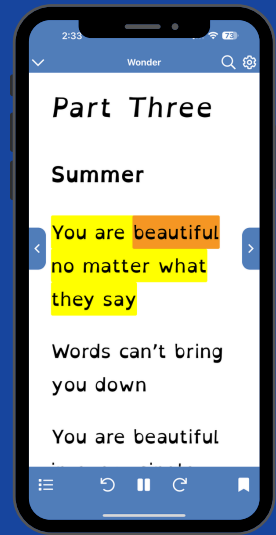 2:33
73
Wonder
Part Three
Summer
You are beautiful
no matter what
they say
Words can't bring
you down
You are beautiful